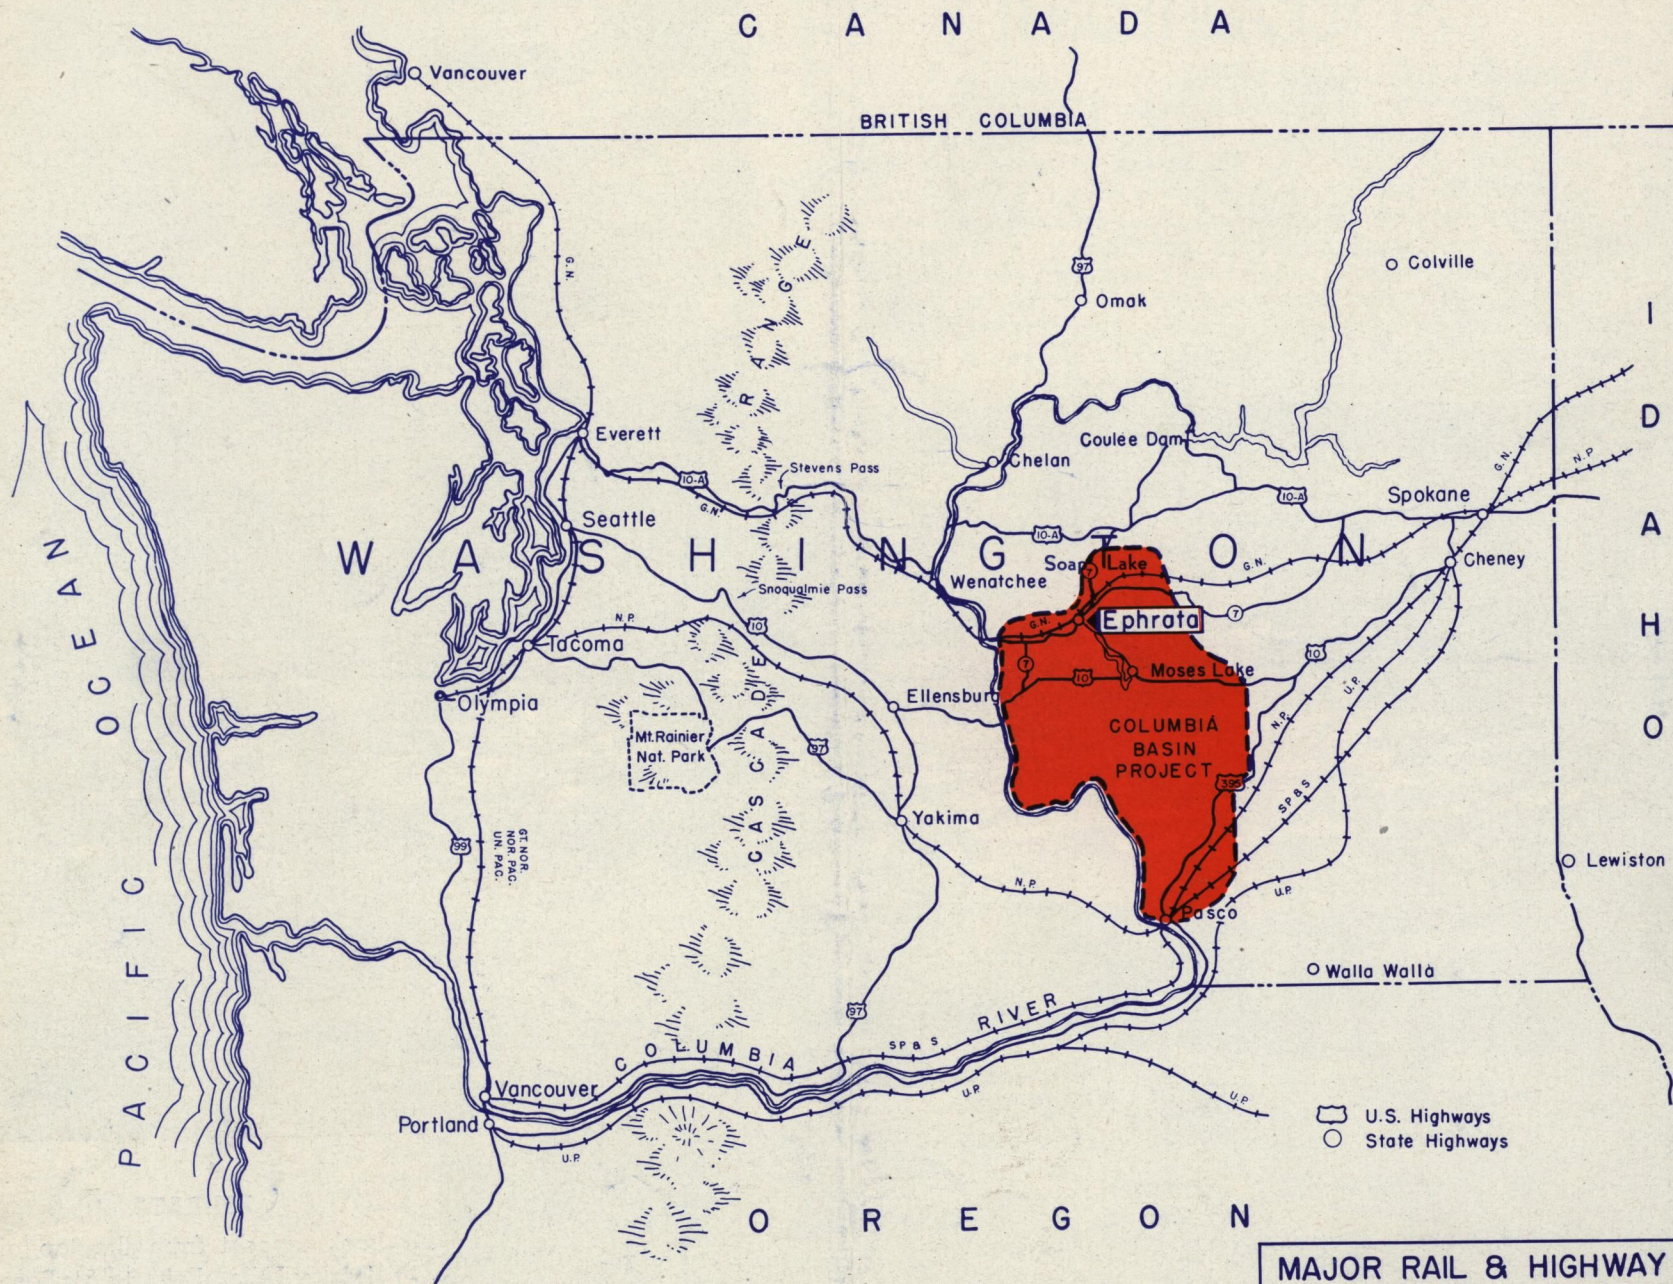 CANADA
Vancouver
BRITISH COLUMBIA
G.N.
97
Omak
Colville
IDAHO
CASCADE RANGE
Everett
10-A
G.N.
Stevens Pass
Chelan
Coulee Dam
10-A
Spokane
G.N.
N.P.
Seattle
10-A
WASHINGTON
Soap Lake
7
G.N.
Cheney
Wenatchee
Snoqualmie Pass
PACIFIC OCEAN
N.P.
10
G.N.
Ephrata
7
Tacoma
7
10
Moses Lake
10
U.P.
Olympia
Ellensburg
N.P.
Mt. Rainier
Nat. Park
97
COLUMBIA
BASIN
PROJECT
395
SP&S
Yakima
99
GT. NOR.
NOR. PAC.
UN. PAC.
Lewiston
N.P.
U.P.
Pasco
Walla Walla
97
COLUMBIA RIVER
SP&S
Vancouver
U.P.
U.P.
Portland
U.P.
U.S. Highways
State Highways
OREGON
MAJOR RAIL & HIGHWAY